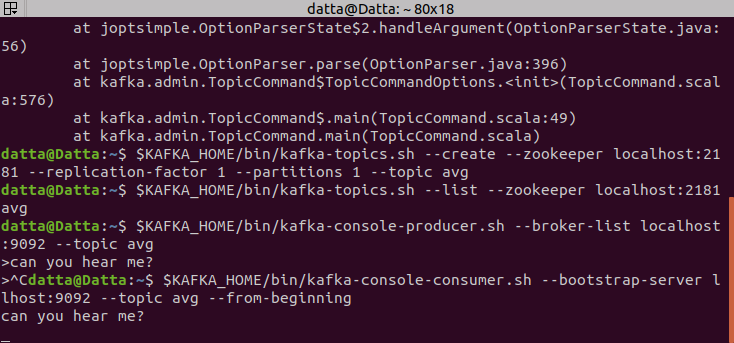 datta@Datta: ~ 80x18
at joptsimple.OptionParserState$2.handleArgument(OptionParserState.java:
56)
at joptsimple.OptionParser.parse(OptionParser.java:396)
at kafka.admin.TopicCommand$TopicCommandOptions.<init>(TopicCommand.scal
a:576)
at kafka.admin.TopicCommand$.main(TopicCommand.scala:49)
at kafka.admin.TopicCommand.main(TopicCommand.scala)
datta@Datta:~$ $KAFKA_HOME/bin/kafka-topics.sh --create --zookeeper localhost:21
81 --replication-factor 1 --partitions 1 --topic avg
datta@Datta:~$ $KAFKA_HOME/bin/kafka-topics.sh --list --zookeeper localhost:2181
avg
datta@Datta:~$ $KAFKA_HOME/bin/kafka-console-producer.sh --broker-list localhost
:9092 --topic avg
>can you hear me?
>^Cdatta@Datta:~$ $KAFKA_HOME/bin/kafka-console-consumer.sh --bootstrap-server l
lhost:9092 --topic avg --from-beginning
can you hear me?